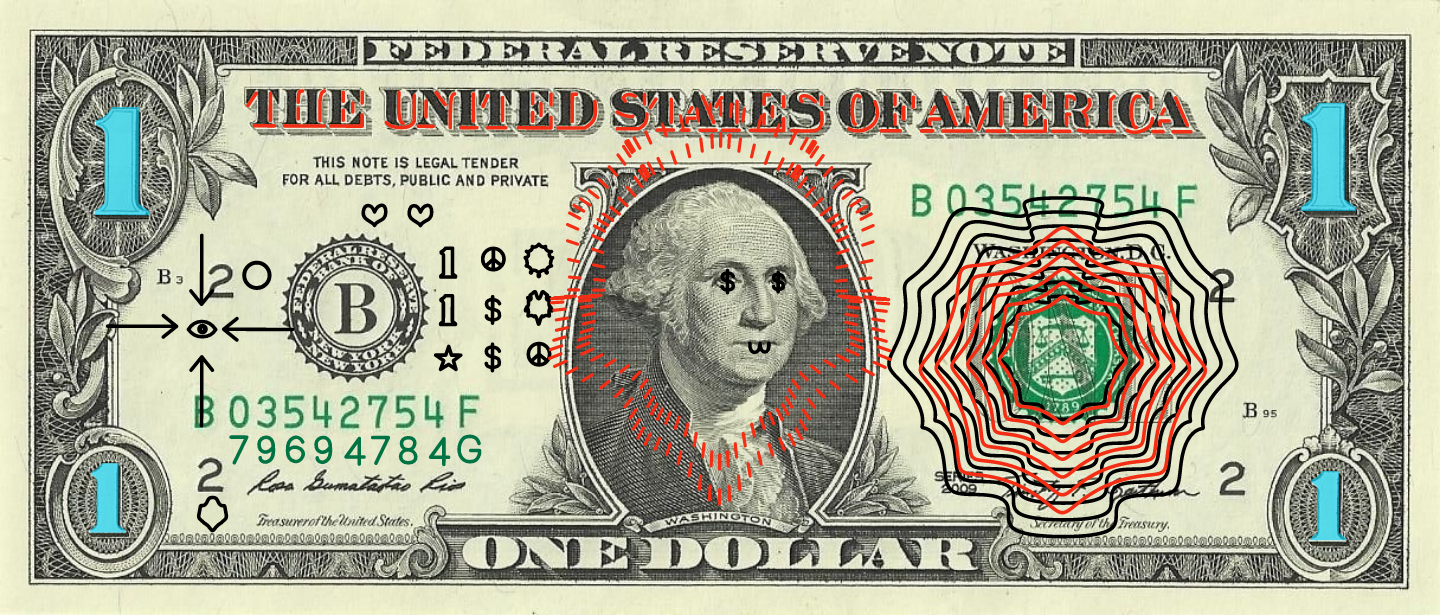 FEDERAL RESERVE NOTE
THE UNITED STATES OF AMERICA
1
1
THIS NOTE IS LEGAL TENDER
FOR ALL DEBTS, PUBLIC AND PRIVATE
B 03542754 F
WASHINGTON, D.C.
B 3
2
FEDERAL RESERVE
BANK OF
B
NEW YORK
NEW YORK
1
1 $
$
$ $
2
1789
B 95
B 03542754 F
79694784G
2
SERIES
2009
2
Rosa Gumataotao Rios
Treasurer of the United States.
Secretary of the Treasury.
WASHINGTON
1
1
ONE DOLLAR